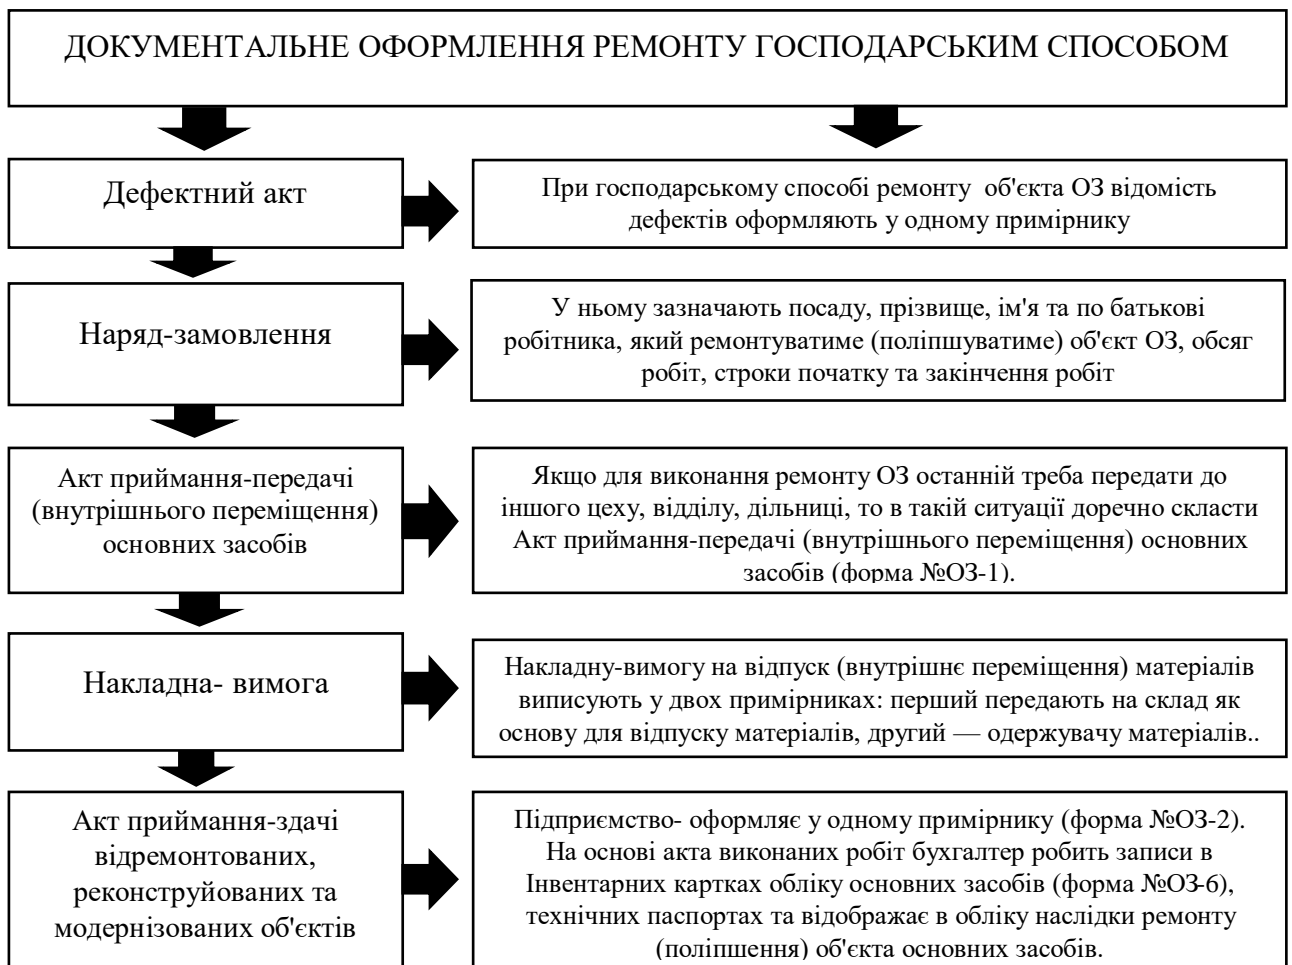 ДОКУМЕНТАЛЬНЕ ОФОРМЛЕННЯ РЕМОНТУ ГОСПОДАРСЬКИМ СПОСОБОМ
Дефектний акт
При господарському способі ремонту об'єкта ОЗ відомість
дефектів оформляють у одному примірнику
Наряд-замовлення
У ньому зазначають посаду, прізвище, ім'я та по батькові
робітника, який ремонтуватиме (поліпшуватиме) об'єкт ОЗ, обсяг
робіт, строки початку та закінчення робіт
Акт приймання-передачі
(внутрішнього переміщення)
основних засобів
Якщо для виконання ремонту ОЗ останній треба передати до
іншого цеху, відділу, дільниці, то в такій ситуації доречно скласти
Акт приймання-передачі (внутрішнього переміщення) основних
засобів (форма №ОЗ-1).
Накладна- вимога
Накладну-вимогу на відпуск (внутрішнє переміщення) матеріалів
виписують у двох примірниках: перший передають на склад як
основу для відпуску матеріалів, другий — одержувачу матеріалів..
Акт приймання-здачі
відремонтованих,
реконструйованих та
модернізованих об'єктів
Підприємство- оформляє у одному примірнику (форма №ОЗ-2).
На основі акта виконаних робіт бухгалтер робить записи в
Інвентарних картках обліку основних засобів (форма №ОЗ-6),
технічних паспортах та відображає в обліку наслідки ремонту
(поліпшення) об'єкта основних засобів.